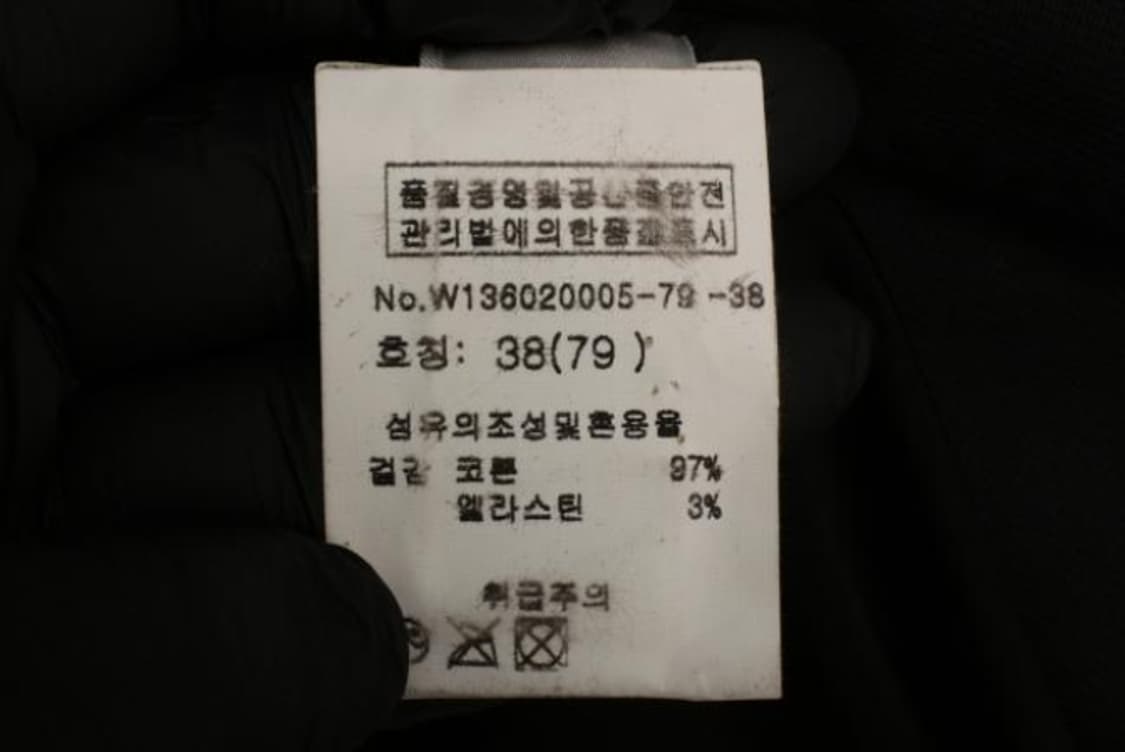 품질경영및공산품안전
관리법에의한품질표시
No.W136020005-79 -38
호칭: 38(79 )
섬유의조성및혼용율
겉감 코튼 97%
엘라스틴 3%
취급주의